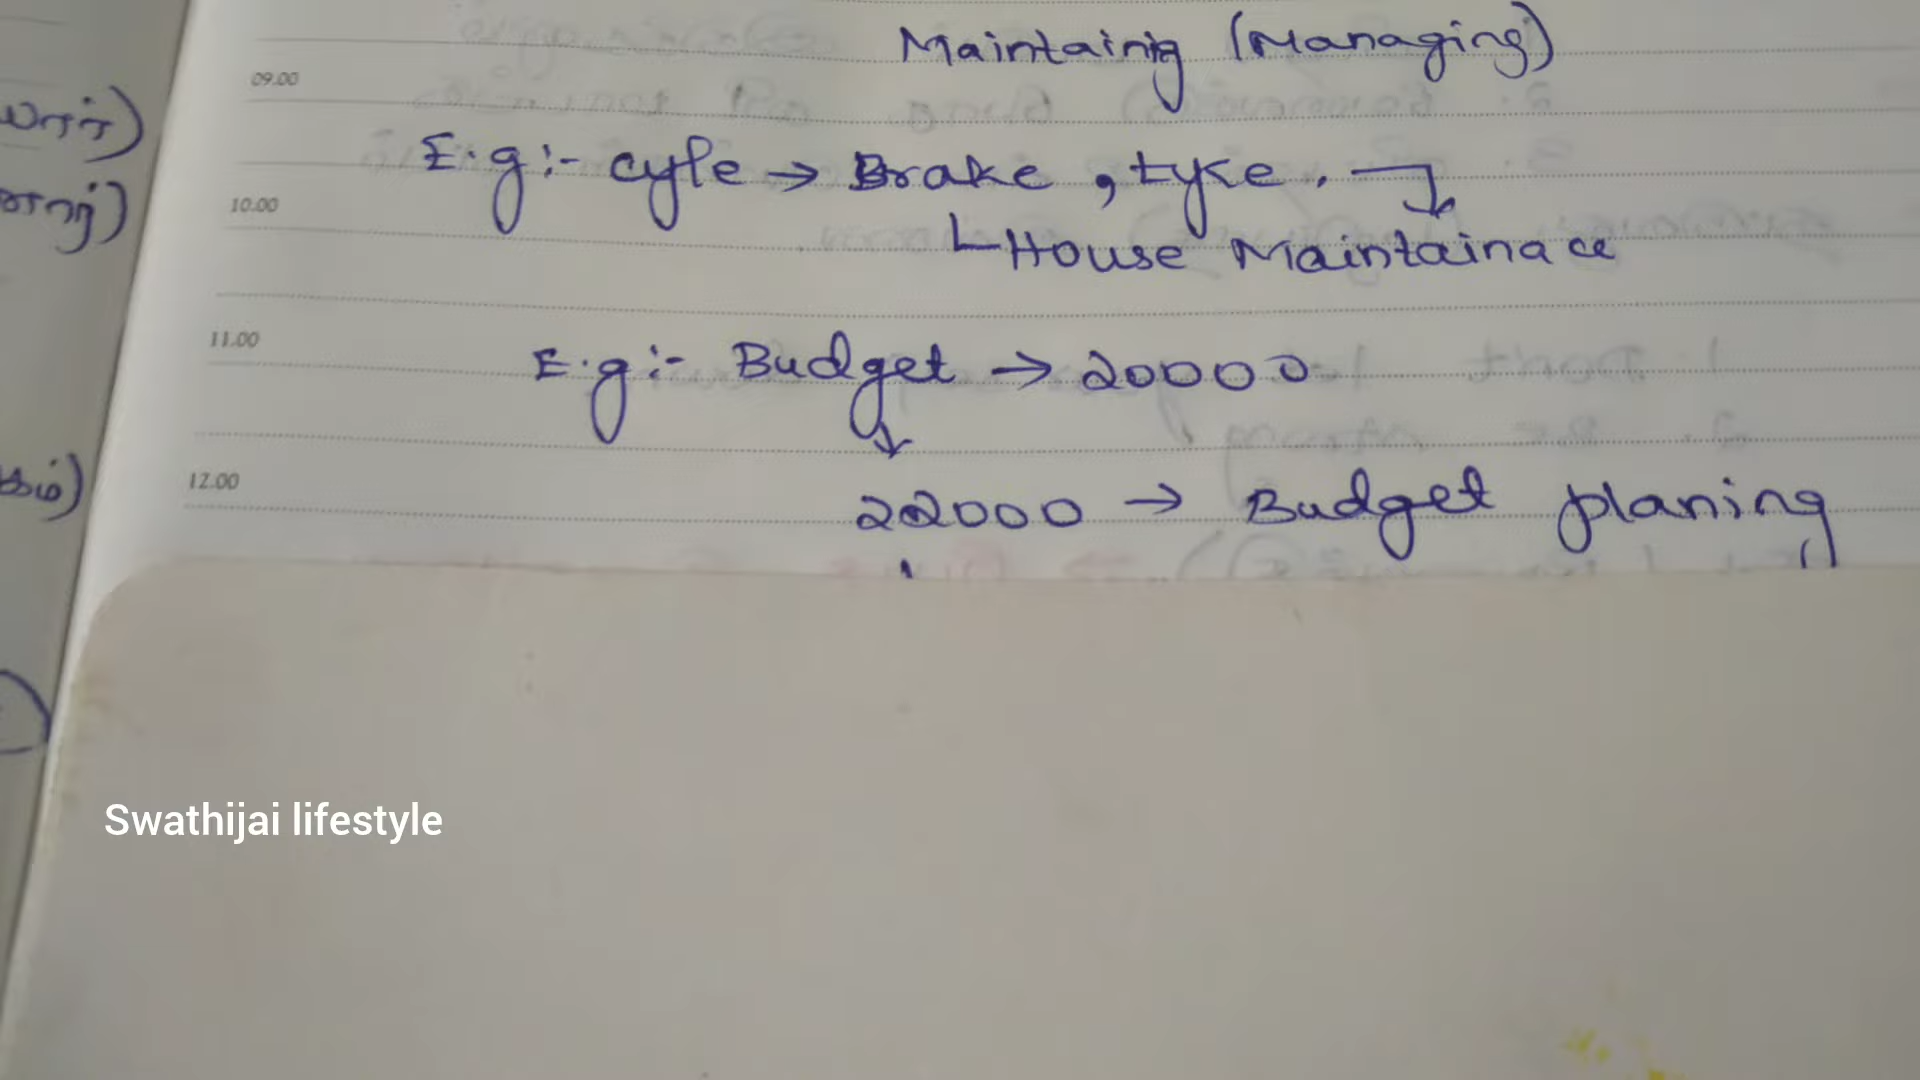 Maintainig (Managing)
09.00
E.g:- cyle → Brake , tyre . →
10.00
House Maintainace
11.00
E.g:- Budget → 20000
↓
12.00
22000 → Budget planing
Swathijai lifestyle